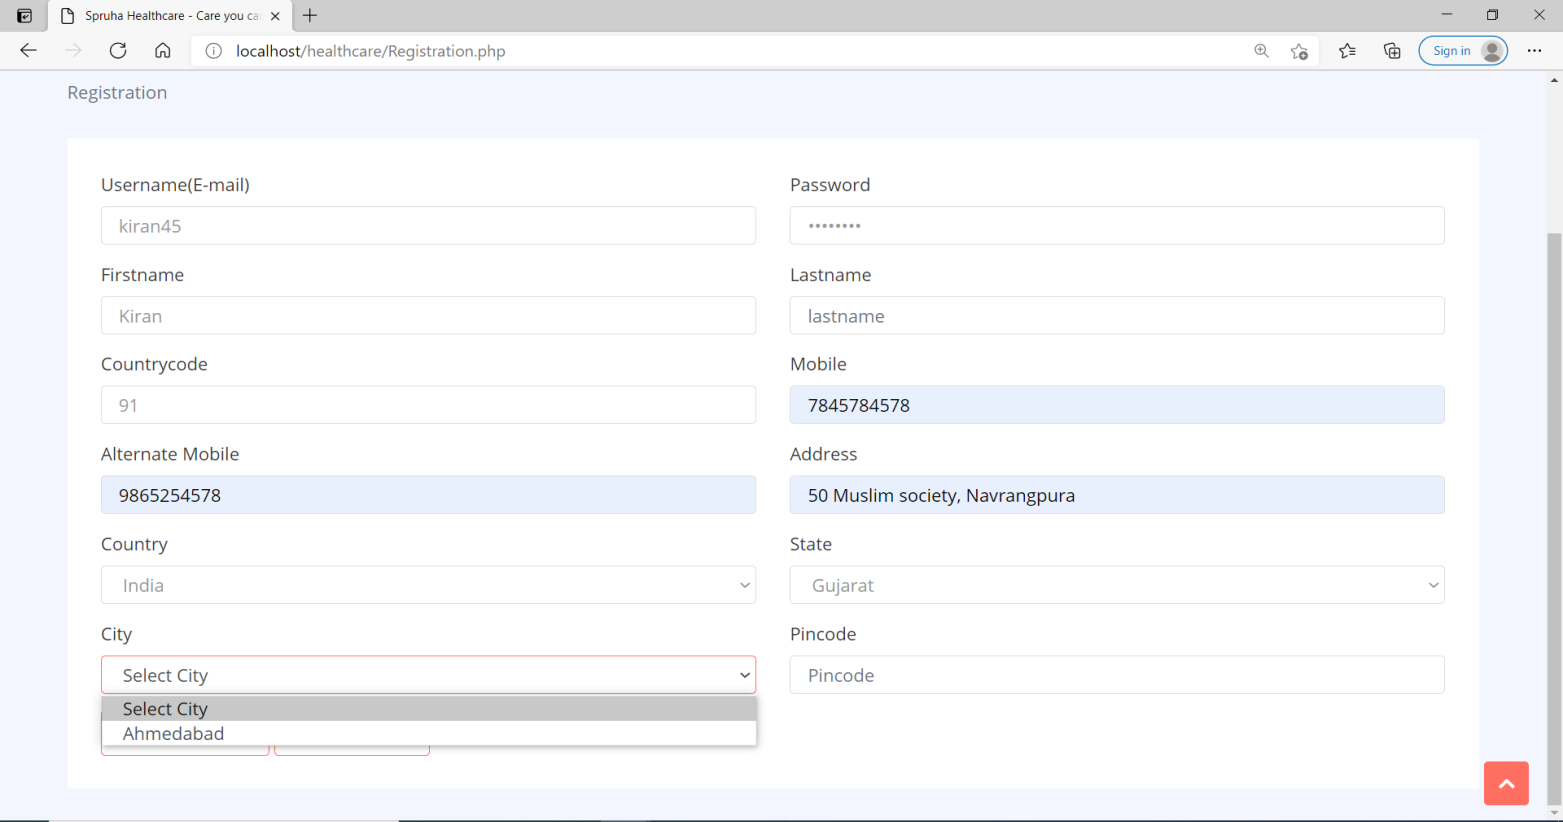 Spruha Healthcare - Care you ca
localhost/healthcare/Registration.php
Sign in
Registration
Username(E-mail)
Password
kiran45
••••••••
Firstname
Lastname
Kiran
lastname
Countrycode
Mobile
91
7845784578
Alternate Mobile
Address
9865254578
50 Muslim society, Navrangpura
Country
State
India
Gujarat
City
Pincode
Select City
Pincode
Select City
Ahmedabad